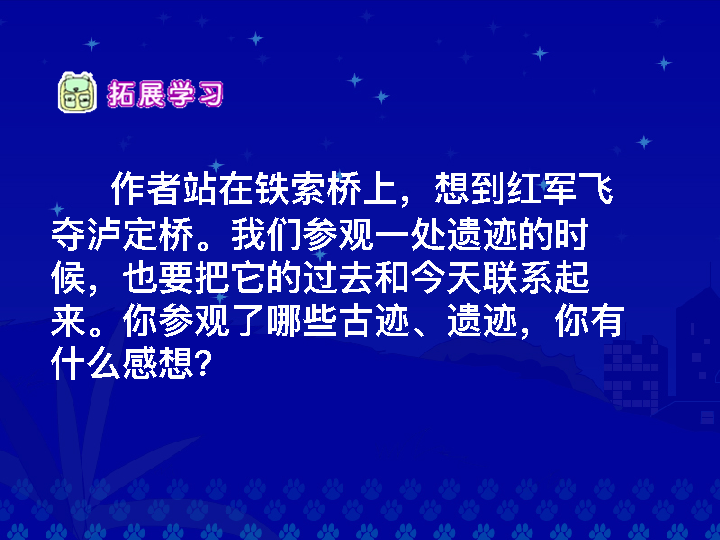 拓展学习
作者站在铁索桥上，想到红军飞
夺泸定桥。我们参观一处遗迹的时
候，也要把它的过去和今天联系起
来。你参观了哪些古迹、遗迹，你有
什么感想？